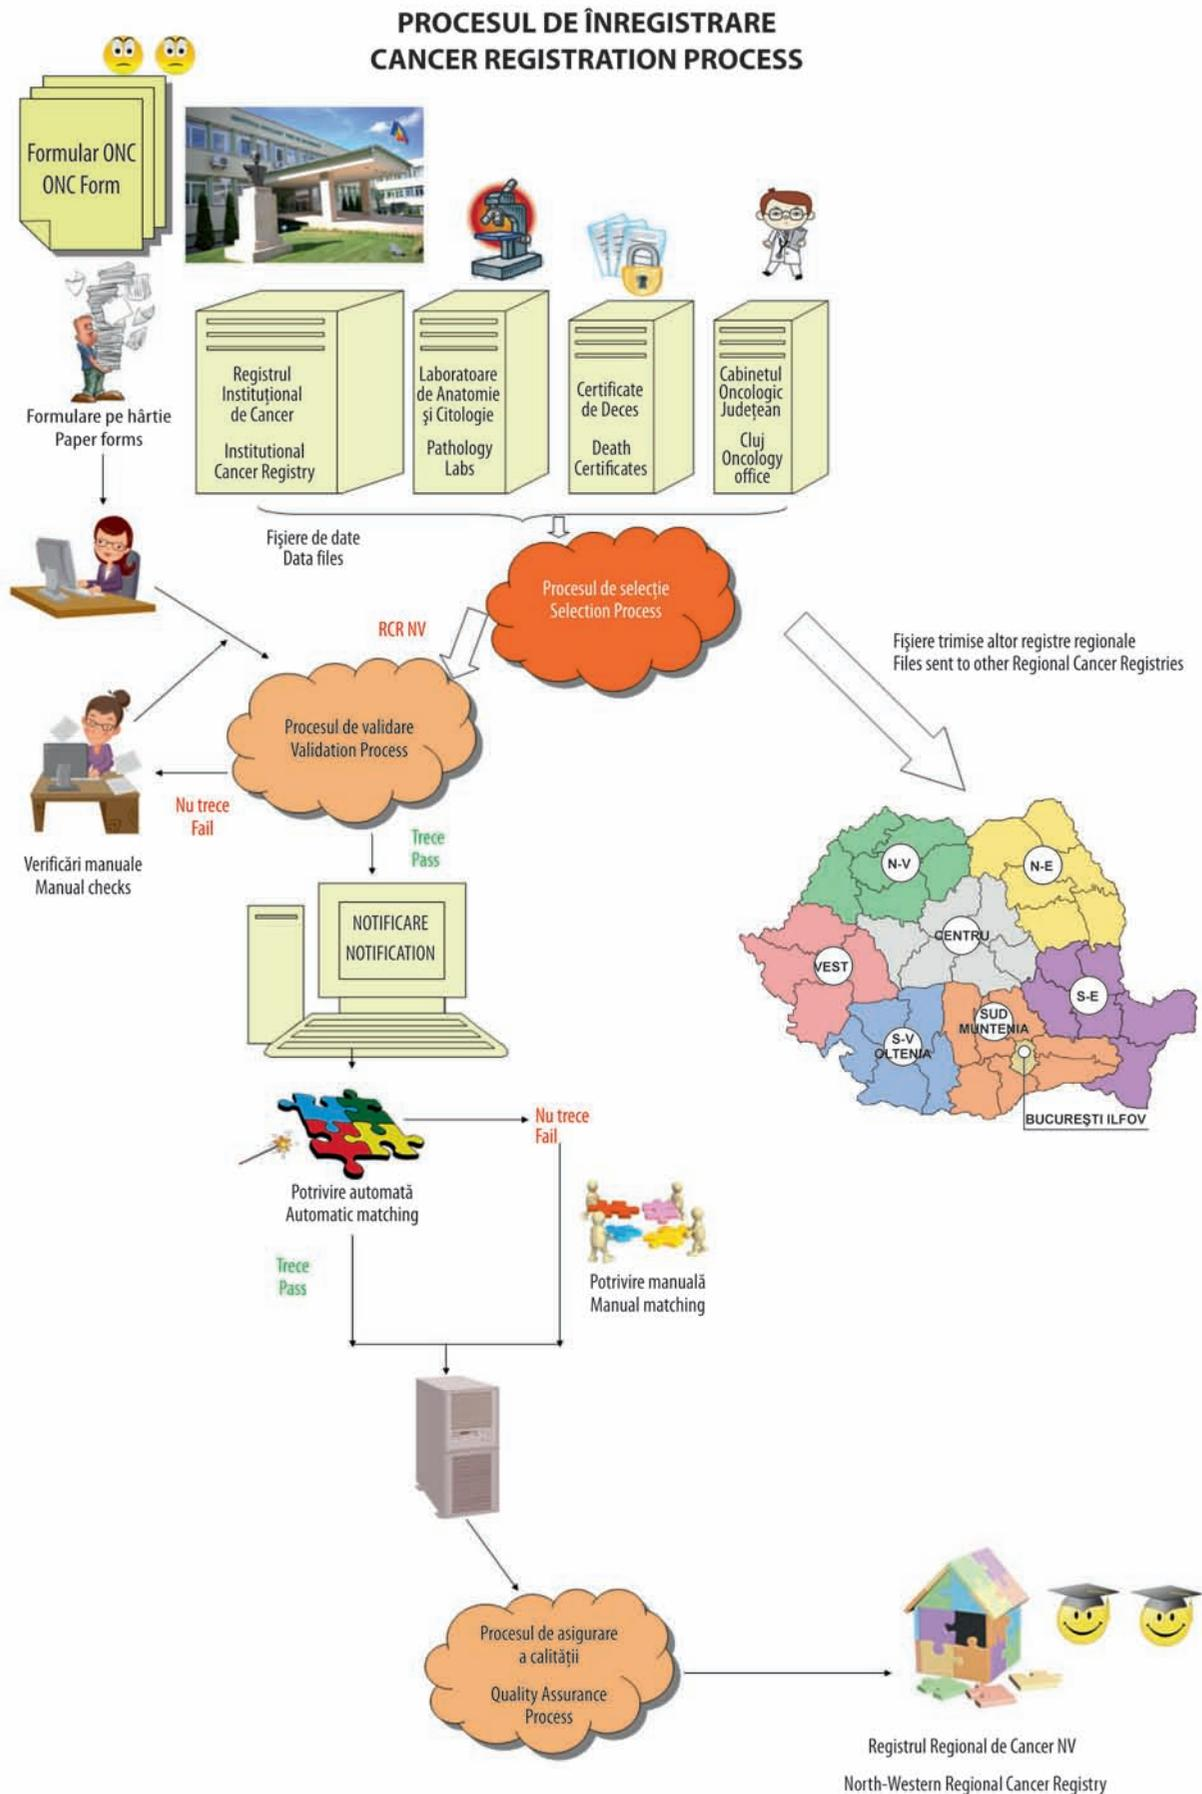 PROCESUL DE ÎNREGISTRARE
CANCER REGISTRATION PROCESS
Formular ONC
ONC Form
Formulare pe hârtie
Paper forms
Registrul
Instituțional
de Cancer
Institutional
Cancer Registry
Laboratoare
de Anatomie
și Citologie
Pathology
Labs
Certificate
de Deces
Death
Certificates
Cabinetul
Oncologic
Județean
Cluj
Oncology
office
Fişiere de date
Data files
Procesul de selecție
Selection Process
RCR NV
Fişiere trimise altor registre regionale
Files sent to other Regional Cancer Registries
Procesul de validare
Validation Process
Nu trece
Fail
Verificări manuale
Manual checks
Trece
Pass
NOTIFICARE
NOTIFICATION
N-V
N-E
CENTRU
VEST
S-E
SUD
MUNTENIA
S-V
OLTENIA
BUCUREŞTI ILFOV
Nu trece
Fail
Potrivire automată
Automatic matching
Trece
Pass
Potrivire manuală
Manual matching
Procesul de asigurare
a calității
Quality Assurance
Process
Registrul Regional de Cancer NV
North-Western Regional Cancer Registry